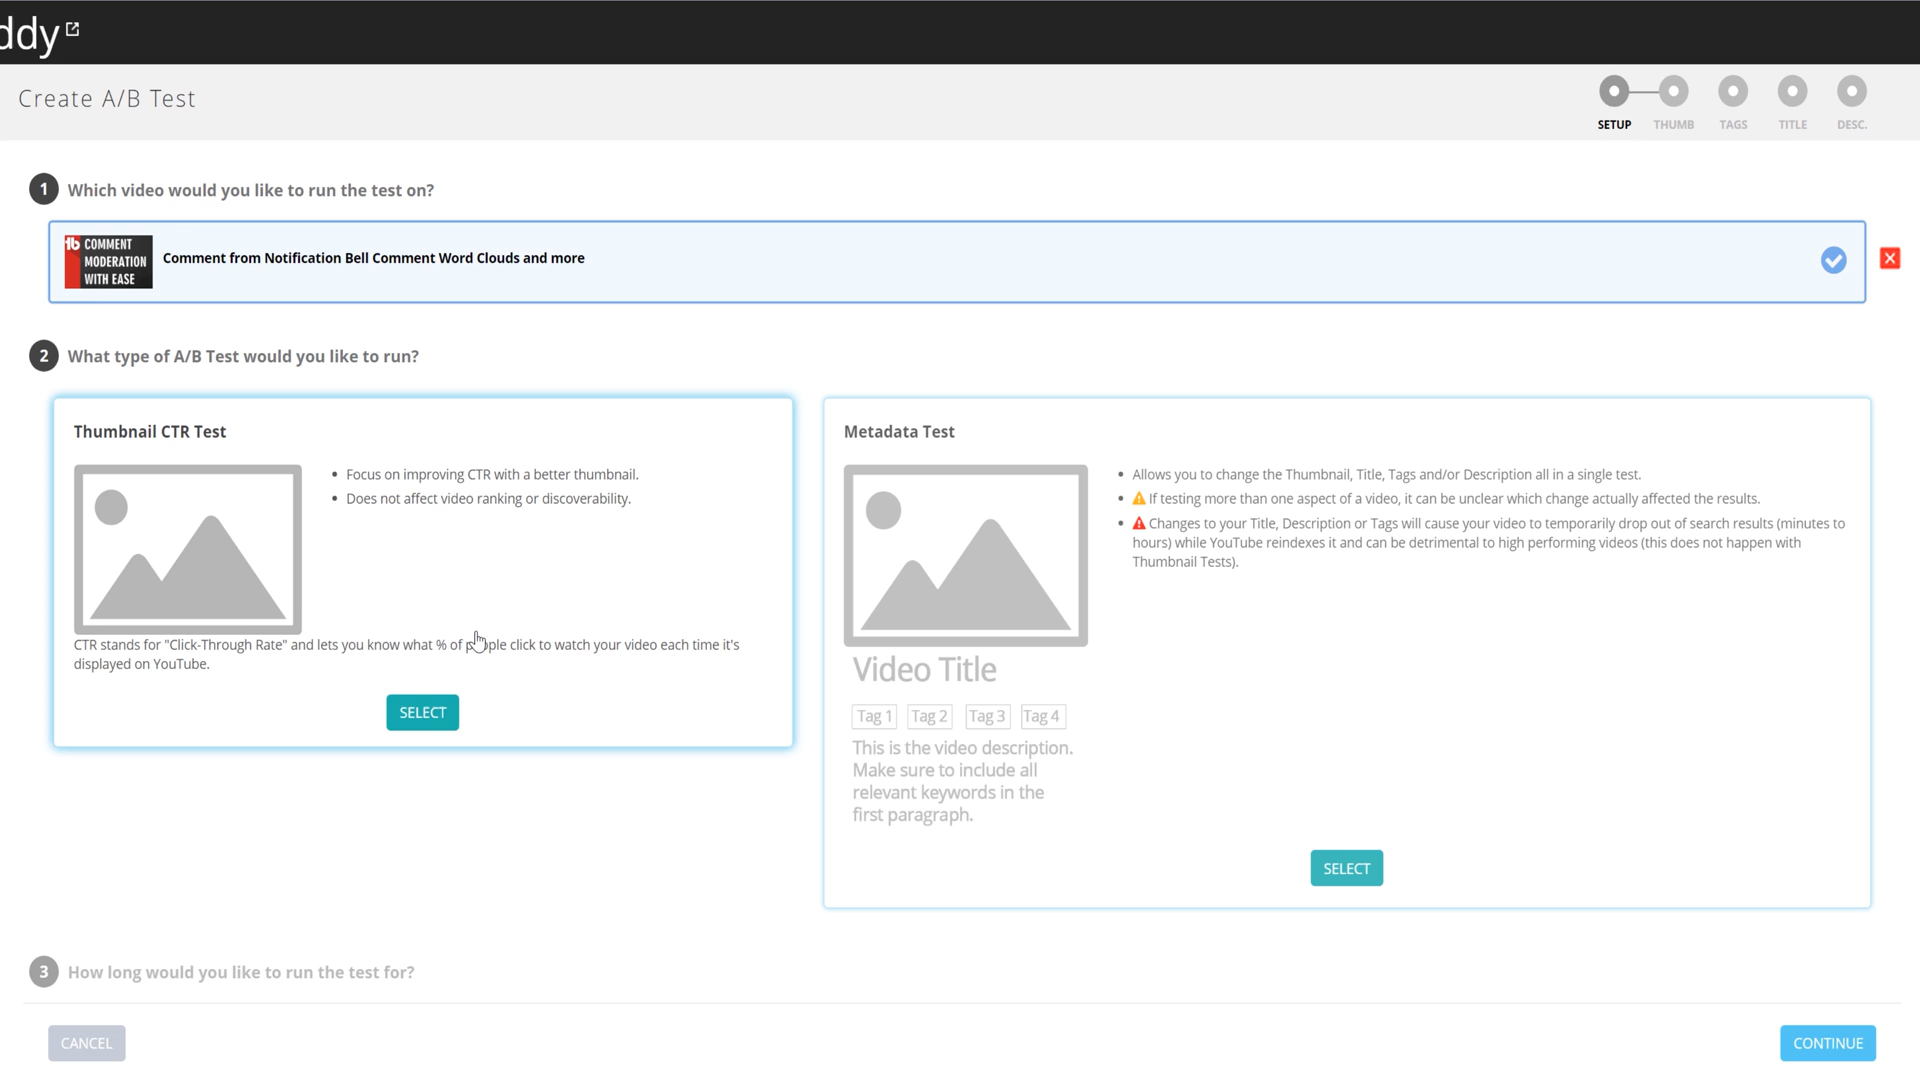 ddy
Create A/B Test
SETUP THUMB TAGS TITLE DESC.
1 Which video would you like to run the test on?
tb COMMENT
MODERATION
WITH EASE
Comment from Notification Bell Comment Word Clouds and more
2 What type of A/B Test would you like to run?
Thumbnail CTR Test
• Focus on improving CTR with a better thumbnail.
• Does not affect video ranking or discoverability.
CTR stands for "Click-Through Rate" and lets you know what % of people click to watch your video each time it's
displayed on YouTube.
SELECT
Metadata Test
• Allows you to change the Thumbnail, Title, Tags and/or Description all in a single test.
• If testing more than one aspect of a video, it can be unclear which change actually affected the results.
• Changes to your Title, Description or Tags will cause your video to temporarily drop out of search results (minutes to
hours) while YouTube reindexes it and can be detrimental to high performing videos (this does not happen with
Thumbnail Tests).
Video Title
Tag 1 Tag 2 Tag 3 Tag 4
This is the video description.
Make sure to include all
relevant keywords in the
first paragraph.
SELECT
3 How long would you like to run the test for?
CANCEL
CONTINUE